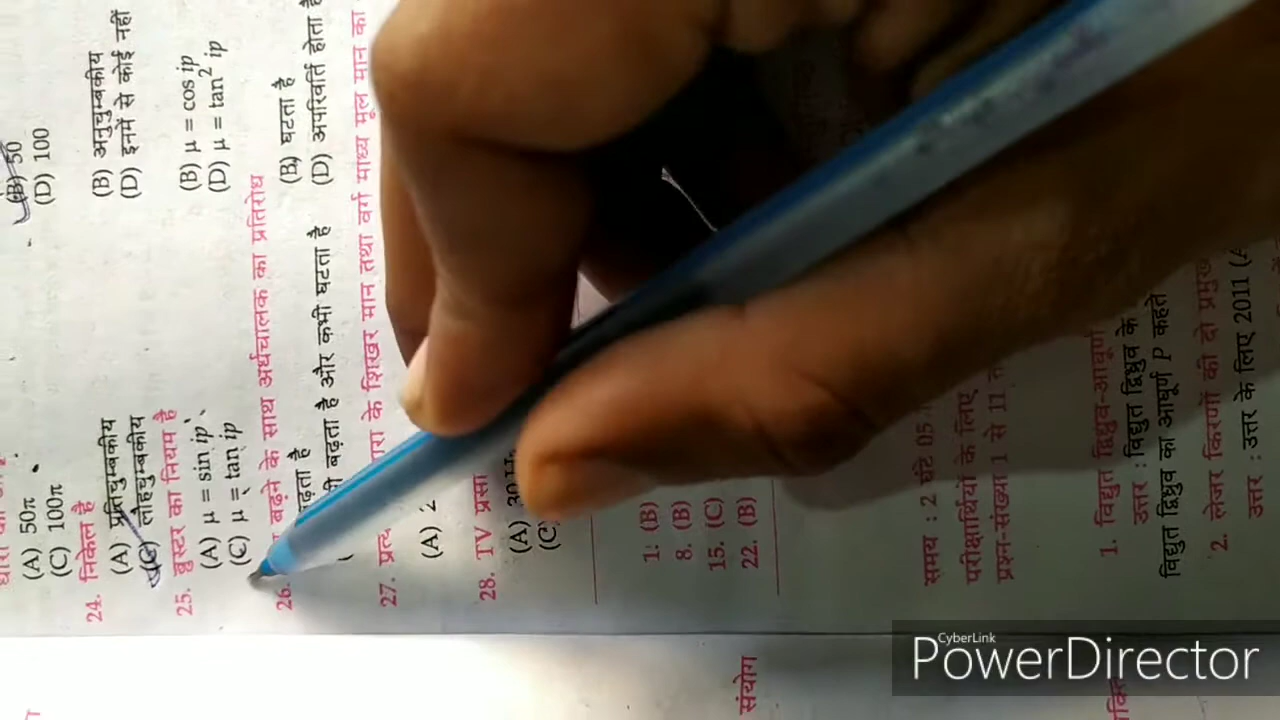 (B) 50
(A) 50π
(D) 100
(C) 100π
24. निकेल है
(A) प्रतिचुम्बकीय
(B) अनुचुम्बकीय
(C) लौहचुम्बकीय
(D) इनमें से कोई नहीं
25. बुस्टर का नियम है
(A) μ = sin ip
(B) μ = cos ip
(C) μ = tan ip
(D) μ = tan² ip
26. बढ़ने के साथ अर्धचालक का प्रतिरोध
(B) घटता है
बढ़ता है और कभी घटता है
(D) अपरिवर्ति होता है
27. के शिखर मान तथा वर्ग माध्य मूल मान का
(A)
28. TV
(A) 30
(C)
1. (B)
8. (B)
15. (C)
22. (B)
समय : 2 घंटे 05
परीक्षार्थियों के लिए
प्रश्न-संख्या 1 से 11
1. विद्युत द्विध्रुव-आघूर्ण
उत्तर : विद्युत द्विध्रुव के
विद्युत द्विध्रुव का आघूर्ण P कहते
2. लेजर किरणों की दो प्रमुख
उत्तर : उत्तर के लिए 2011
संयोग
CyberLink
PowerDirector